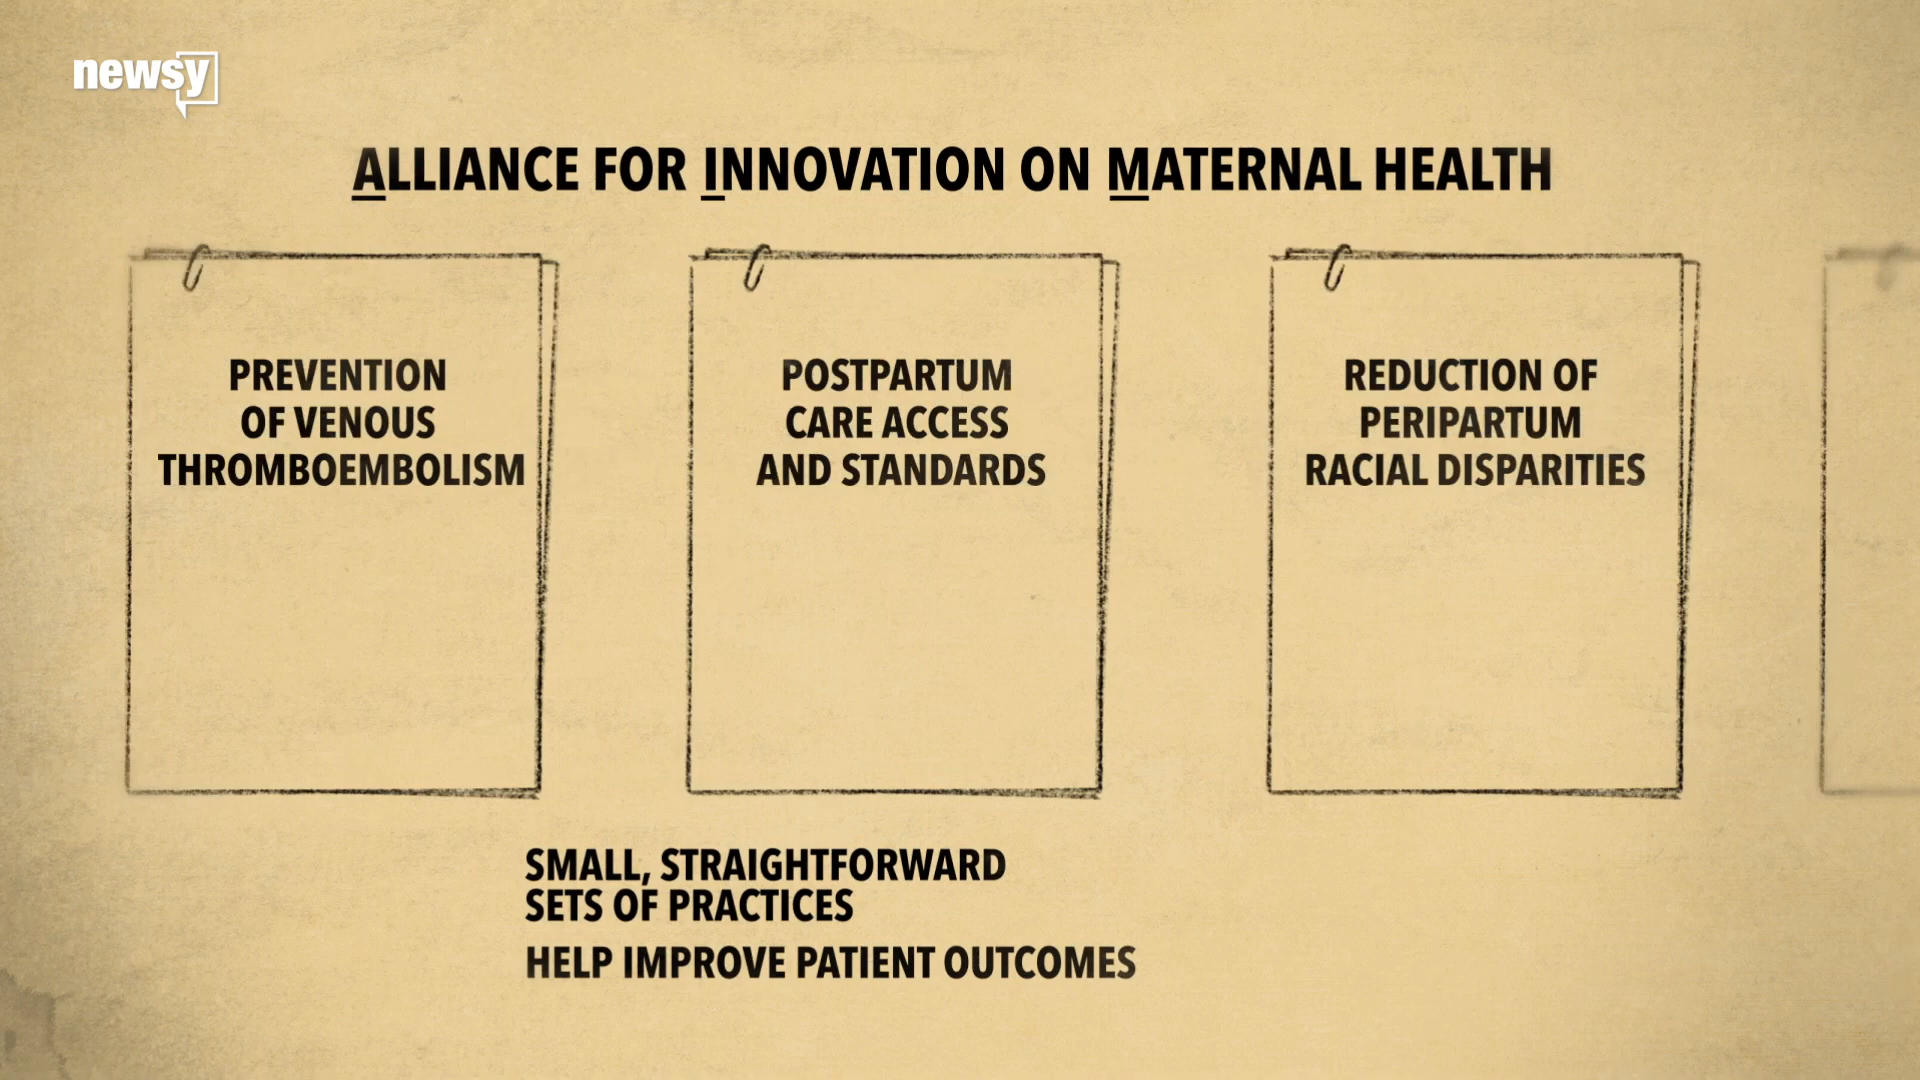 newsy
ALLIANCE FOR INNOVATION ON MATERNAL HEALTH
PREVENTION
OF VENOUS
THROMBOEMBOLISM
POSTPARTUM
CARE ACCESS
AND STANDARDS
REDUCTION OF
PERIPARTUM
RACIAL DISPARITIES
SMALL, STRAIGHTFORWARD
SETS OF PRACTICES
HELP IMPROVE PATIENT OUTCOMES